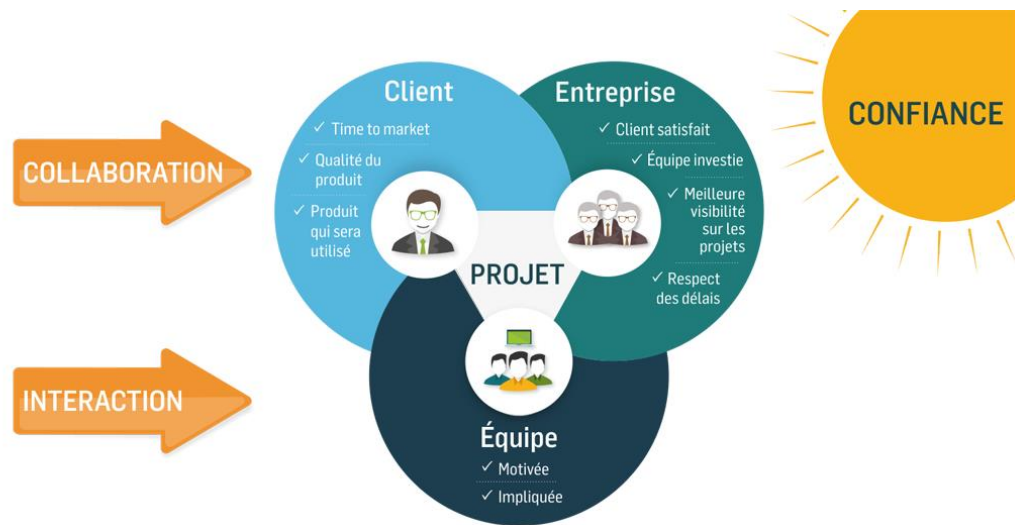 COLLABORATION
INTERACTION
Client
✓ Time to market
✓ Qualité du
produit
✓ Produit
qui sera
utilisé
Entreprise
✓ Client satisfait
✓ Équipe investie
✓ Meilleure
visibilité
sur les
projets
✓ Respect
des délais
PROJET
Équipe
✓ Motivée
✓ Impliquée
CONFIANCE